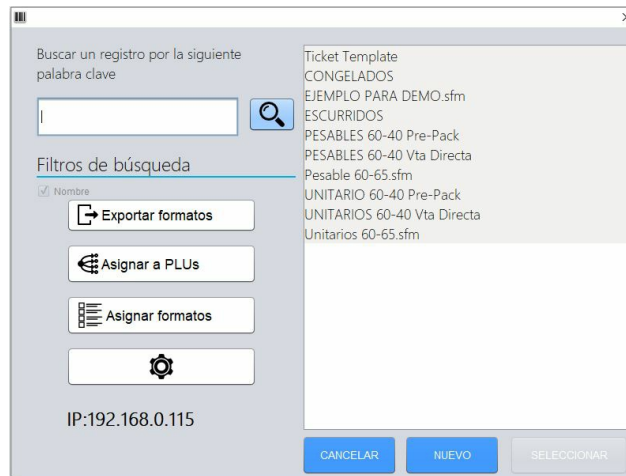 Buscar un registro por la siguiente
palabra clave
Filtros de búsqueda
Nombre
Exportar formatos
Asignar a PLUs
Asignar formatos
IP:192.168.0.115
Ticket Template
CONGELADOS
EJEMPLO PARA DEMO.sfm
ESCURRIDOS
PESABLES 60-40 Pre-Pack
PESABLES 60-40 Vta Directa
Pesable 60-65.sfm
UNITARIO 60-40 Pre-Pack
UNITARIOS 60-40 Vta Directa
Unitarios 60-65.sfm
CANCELAR
NUEVO
SELECCIONAR